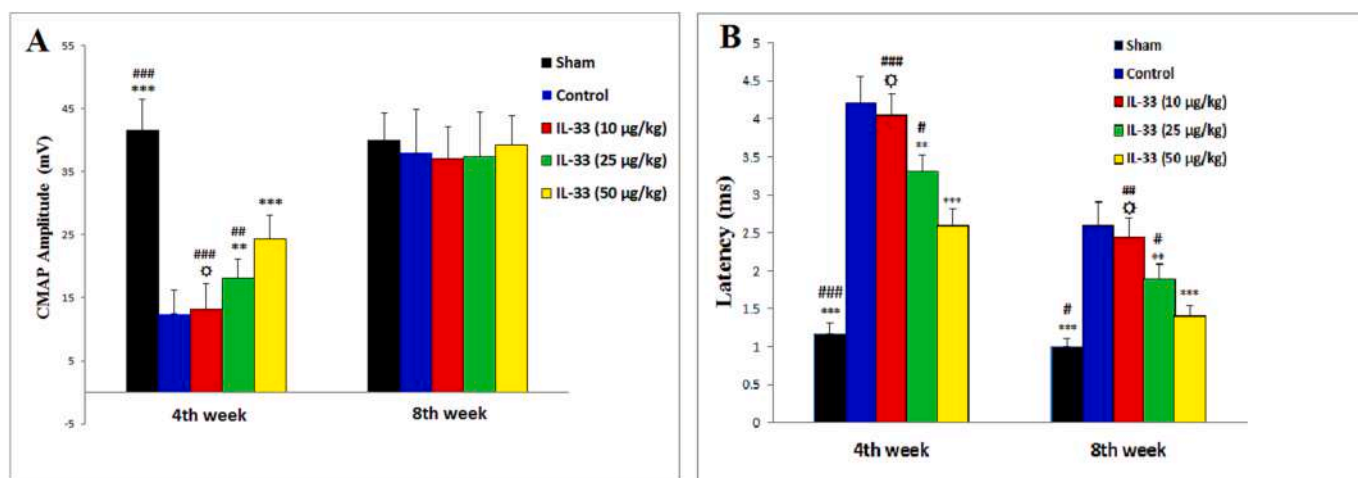 A
CMAP Amplitude (mV)
55
45
35
25
15
5
-5
###
***
###
¤
##
**
***
Sham
Control
IL-33 (10 µg/kg)
IL-33 (25 µg/kg)
IL-33 (50 µg/kg)
4th week
8th week
B
Latency (ms)
5
4.5
4
3.5
3
2.5
2
1.5
1
0.5
0
###
***
###
¤
#
**
***
#
***
##
¤
#
**
***
Sham
Control
IL-33 (10 µg/kg)
IL-33 (25 µg/kg)
IL-33 (50 µg/kg)
4th week
8th week